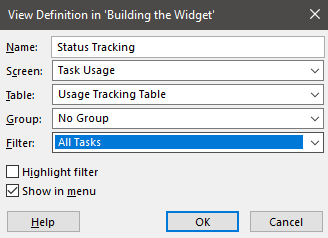 View Definition in 'Building the Widget'
Name: Status Tracking
Screen: Task Usage
Table: Usage Tracking Table
Group: No Group
Filter: All Tasks
Highlight filter
Show in menu
Help OK Cancel